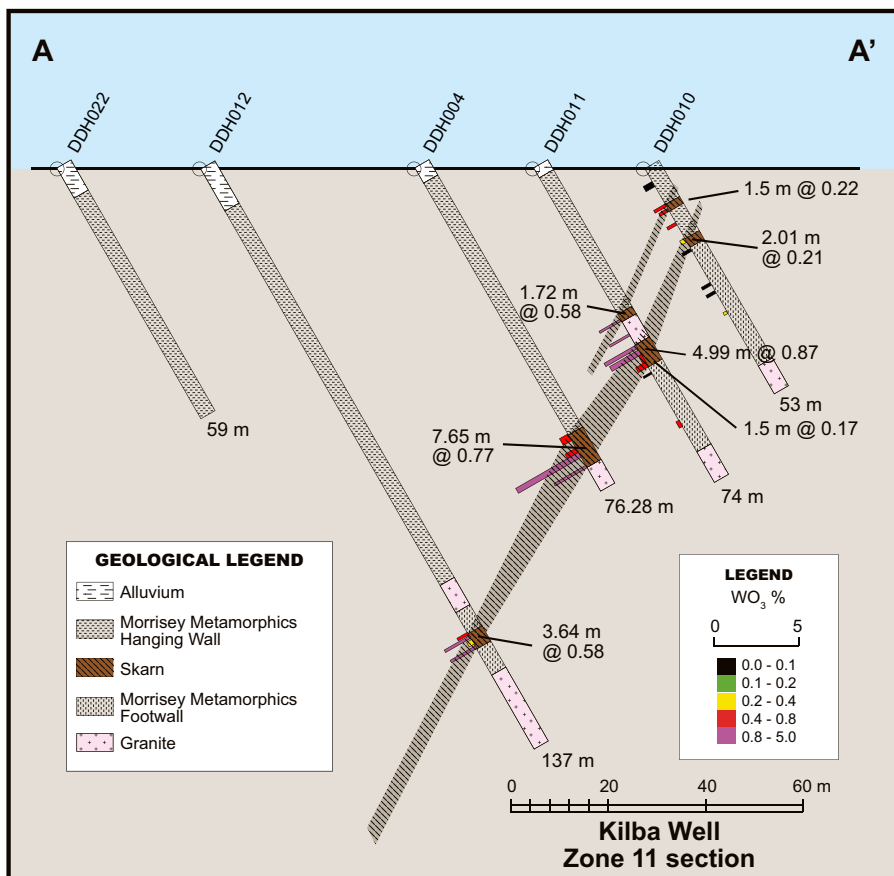 A
A’
DDH022
DDH012
DDH004
DDH011
DDH010
1.5 m @ 0.22
2.01 m
@ 0.21
1.72 m
@ 0.58
4.99 m @ 0.87
53 m
1.5 m @ 0.17
59 m
7.65 m
@ 0.77
76.28 m
74 m
3.64 m
@ 0.58
137 m
GEOLOGICAL LEGEND
Alluvium
Morrisey Metamorphics
Hanging Wall
Skarn
Morrisey Metamorphics
Footwall
Granite
LEGEND
WO₃ %
0 5
0.0 - 0.1
0.1 - 0.2
0.2 - 0.4
0.4 - 0.8
0.8 - 5.0
0 20 40 60 m
Kilba Well
Zone 11 section